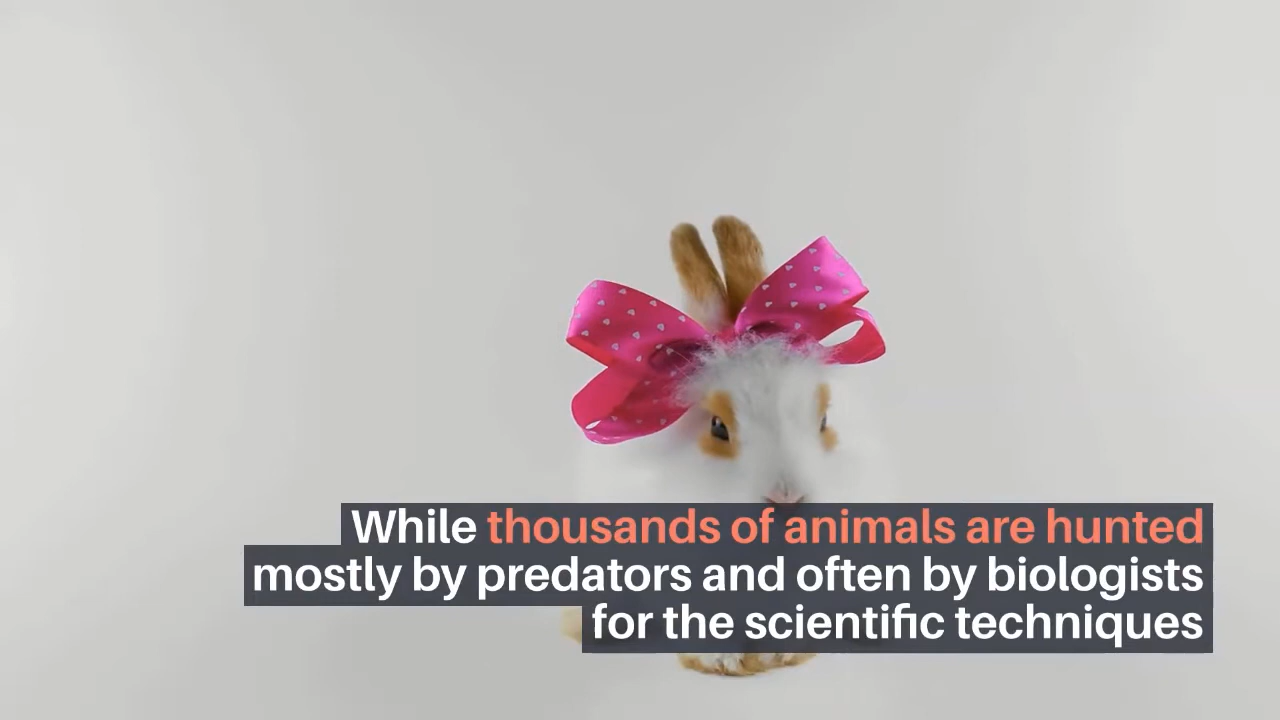 While thousands of animals are hunted
mostly by predators and often by biologists
for the scientific techniques